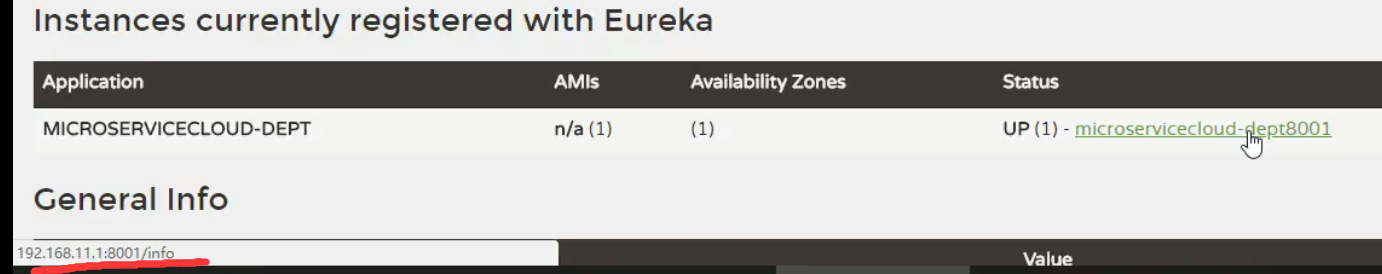 Instances currently registered with Eureka
Application AMIs Availability Zones Status
MICROSERVICECLOUD-DEPT n/a (1) (1) UP (1) - microservicecloud-dept8001
General Info
192.168.11.1:8001/info
Value